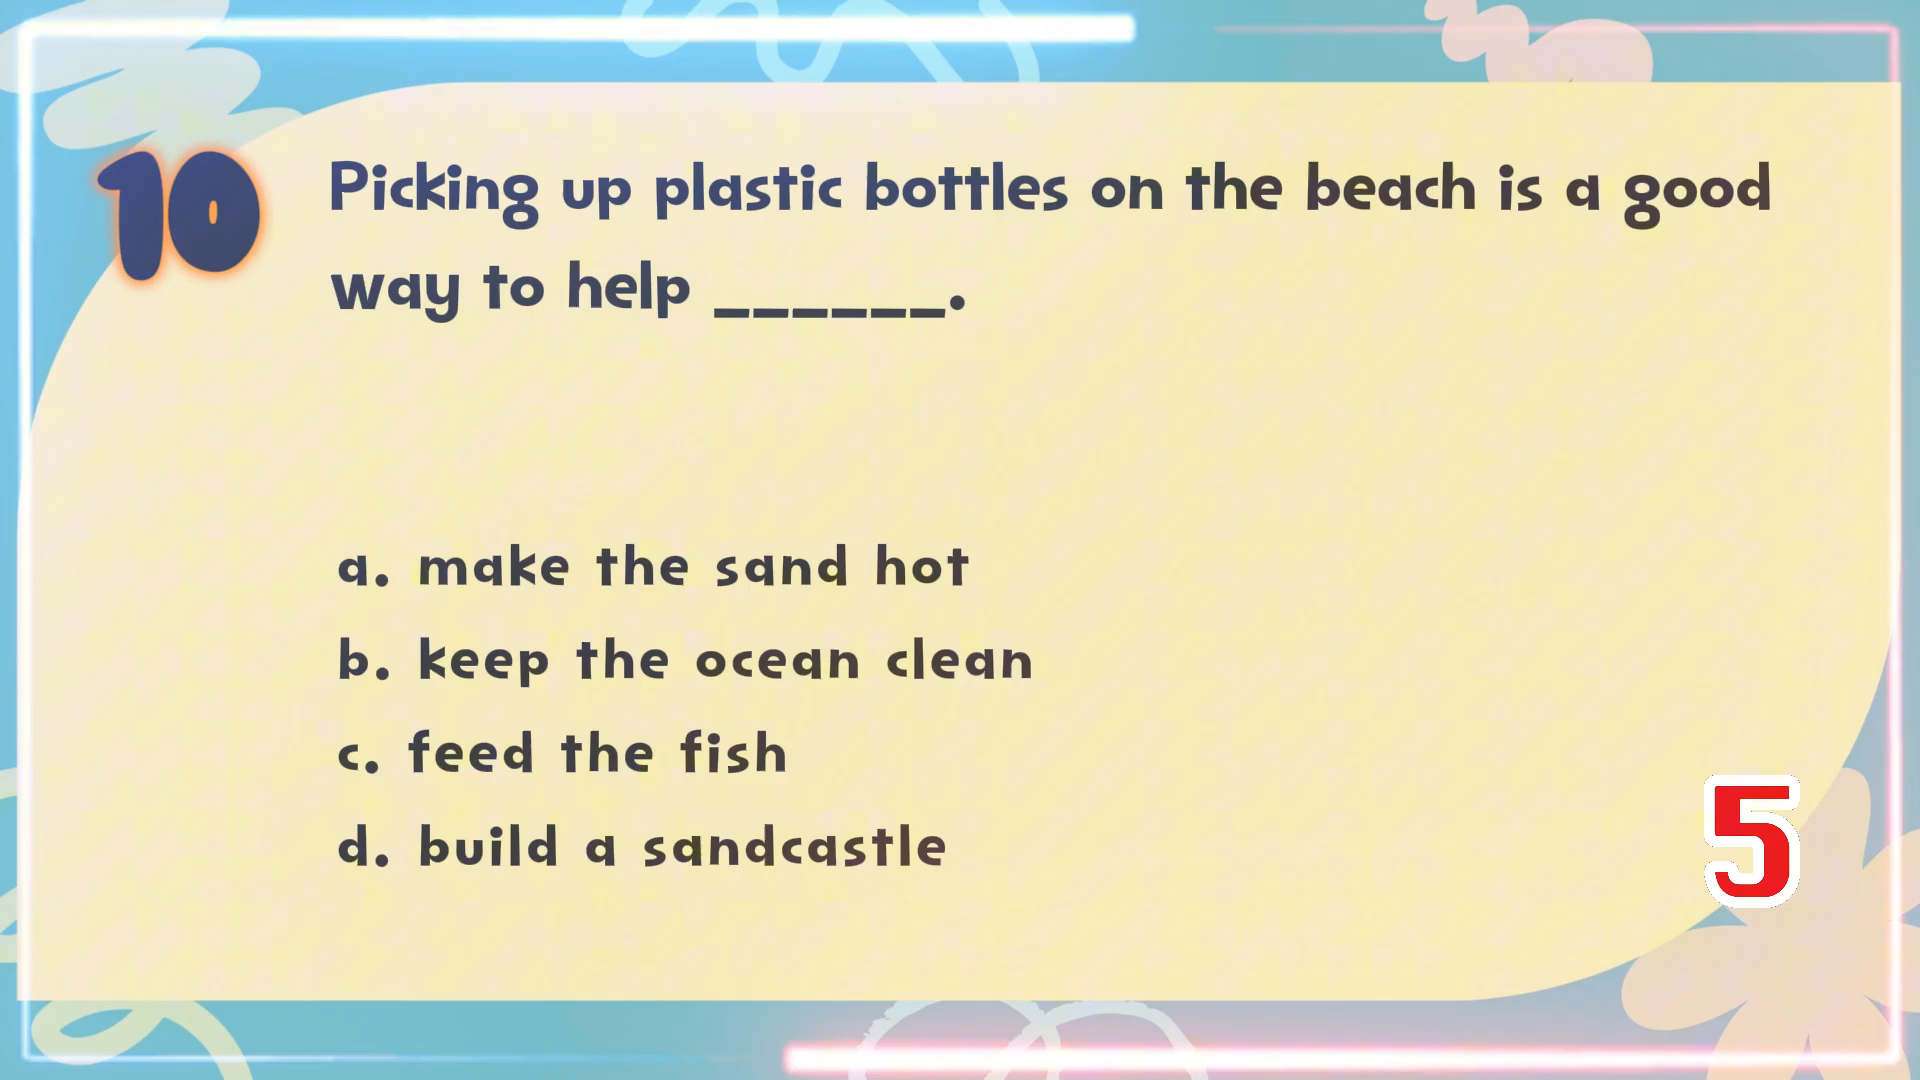 10
Picking up plastic bottles on the beach is a good
way to help ______.
a. make the sand hot
b. keep the ocean clean
c. feed the fish
d. build a sandcastle
5